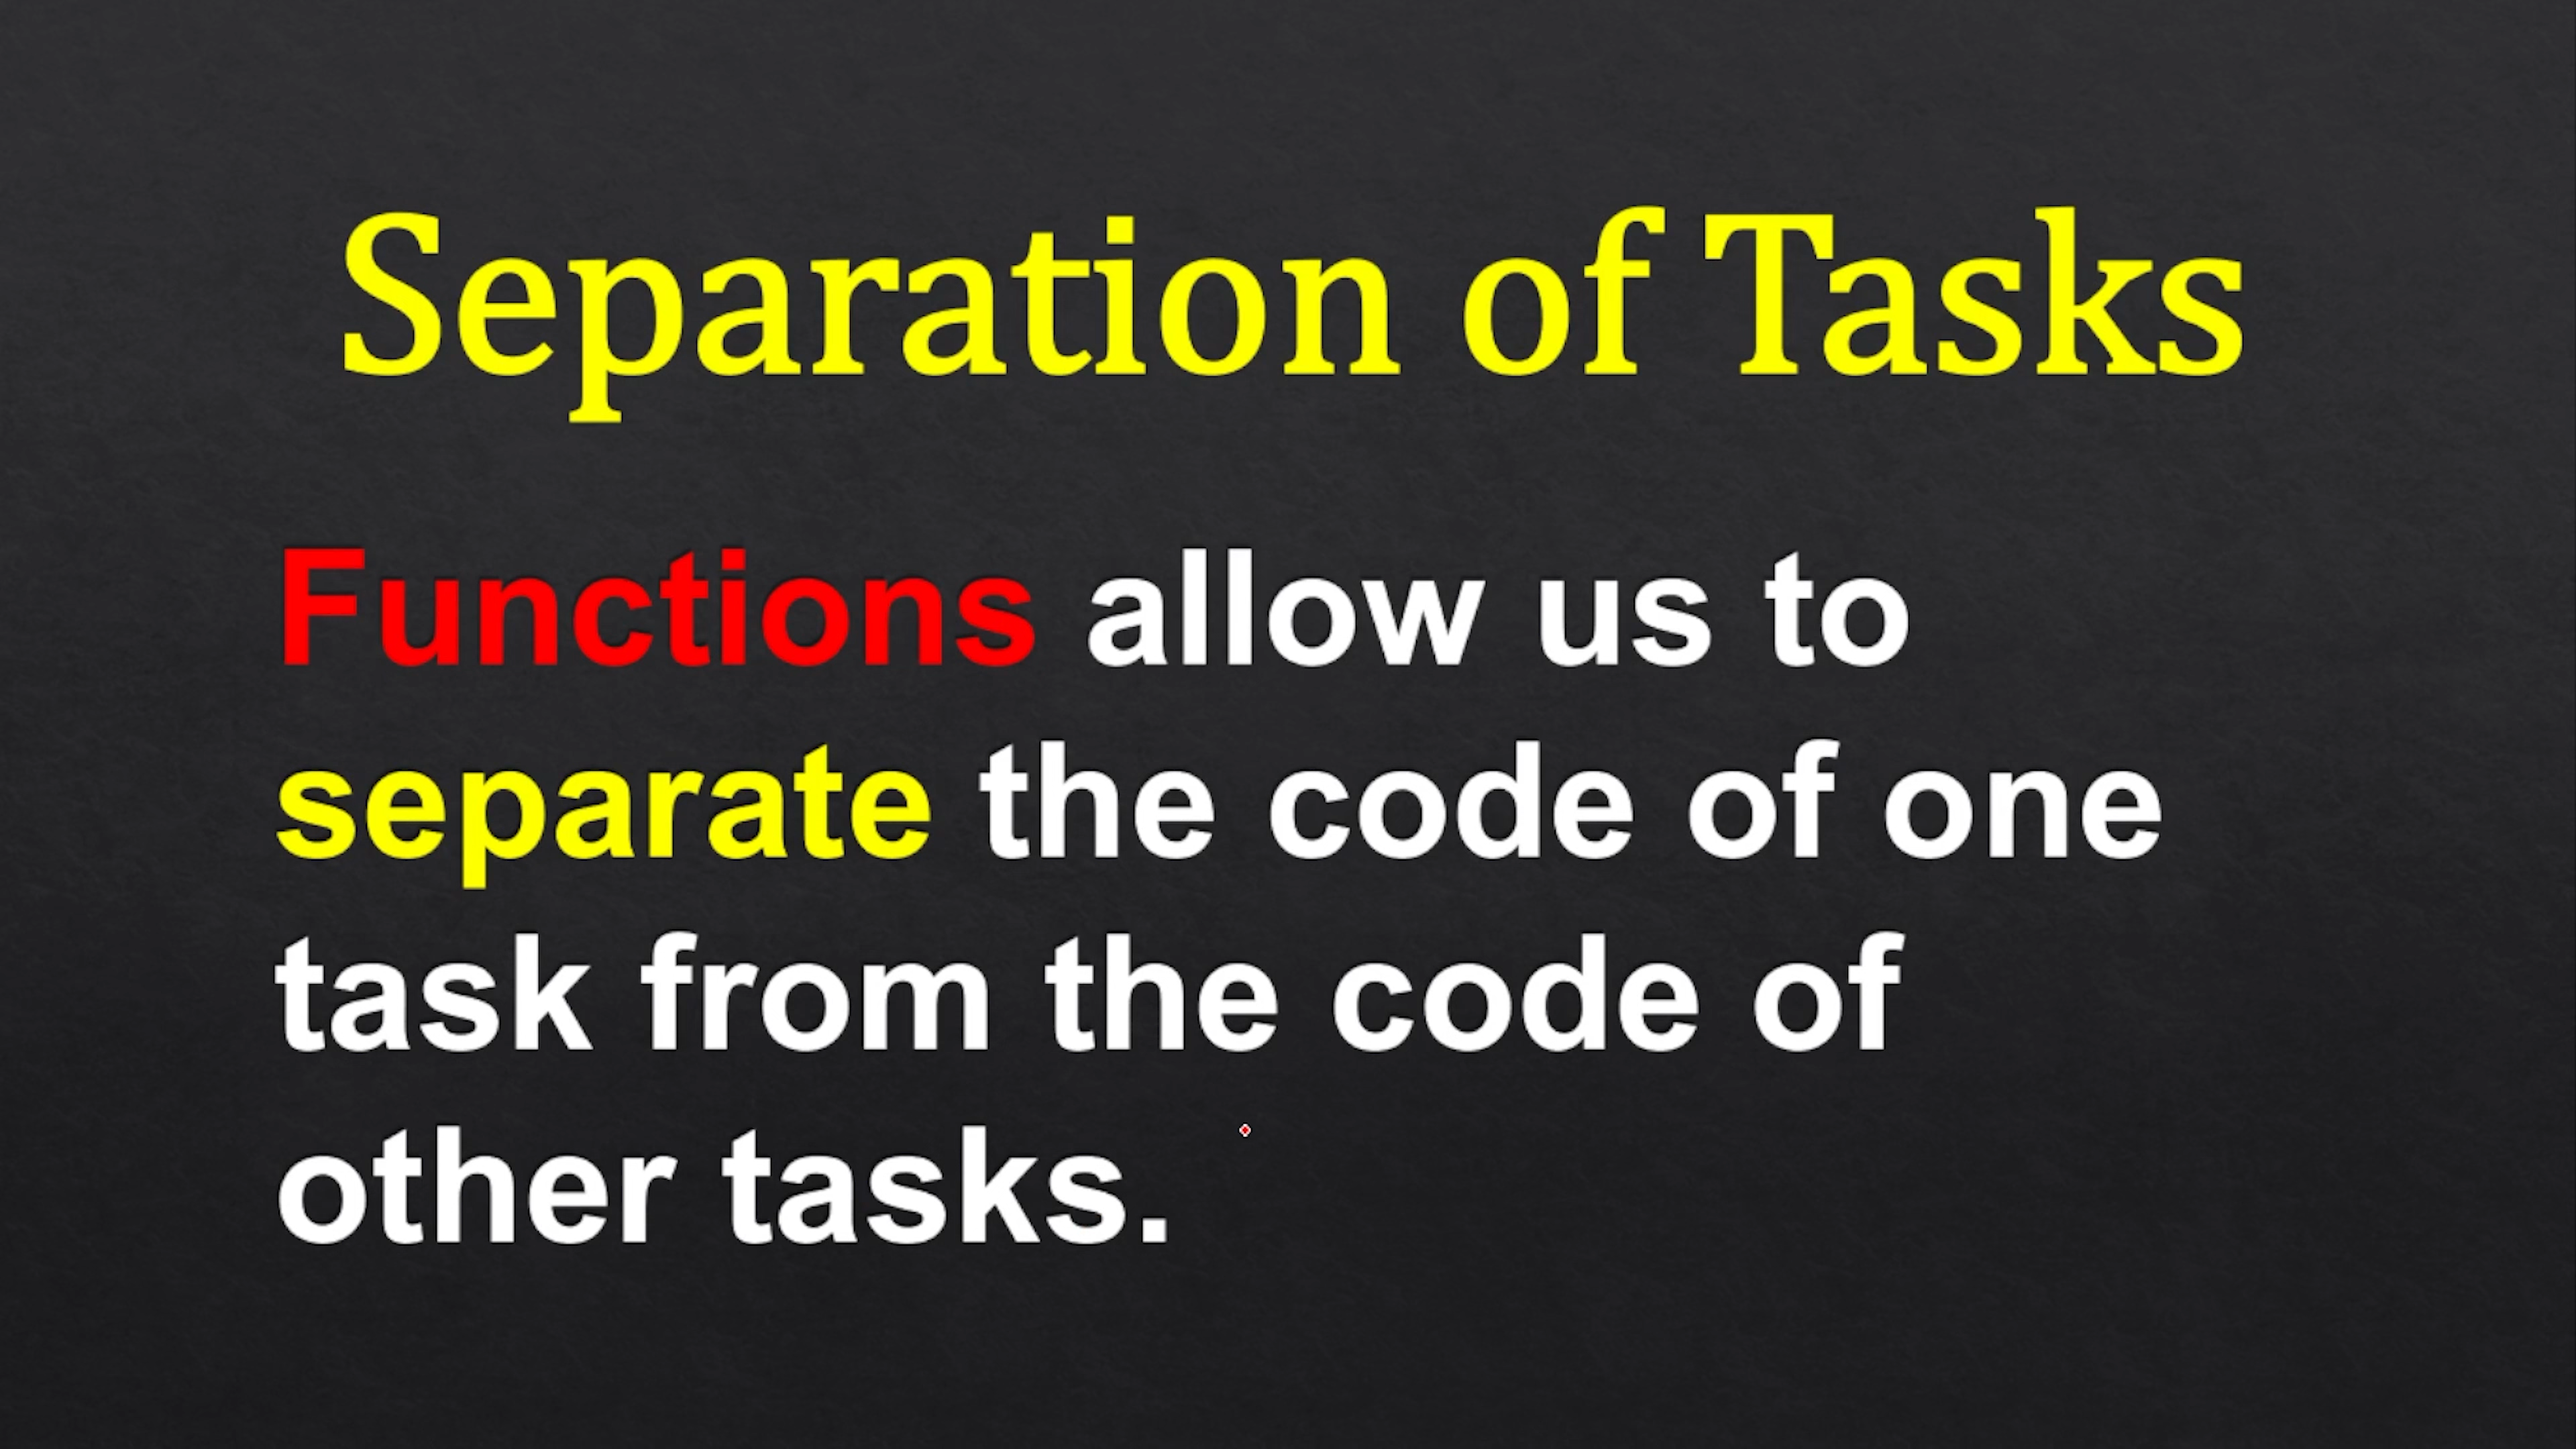 Separation of Tasks
Functions allow us to
separate the code of one
task from the code of
other tasks.